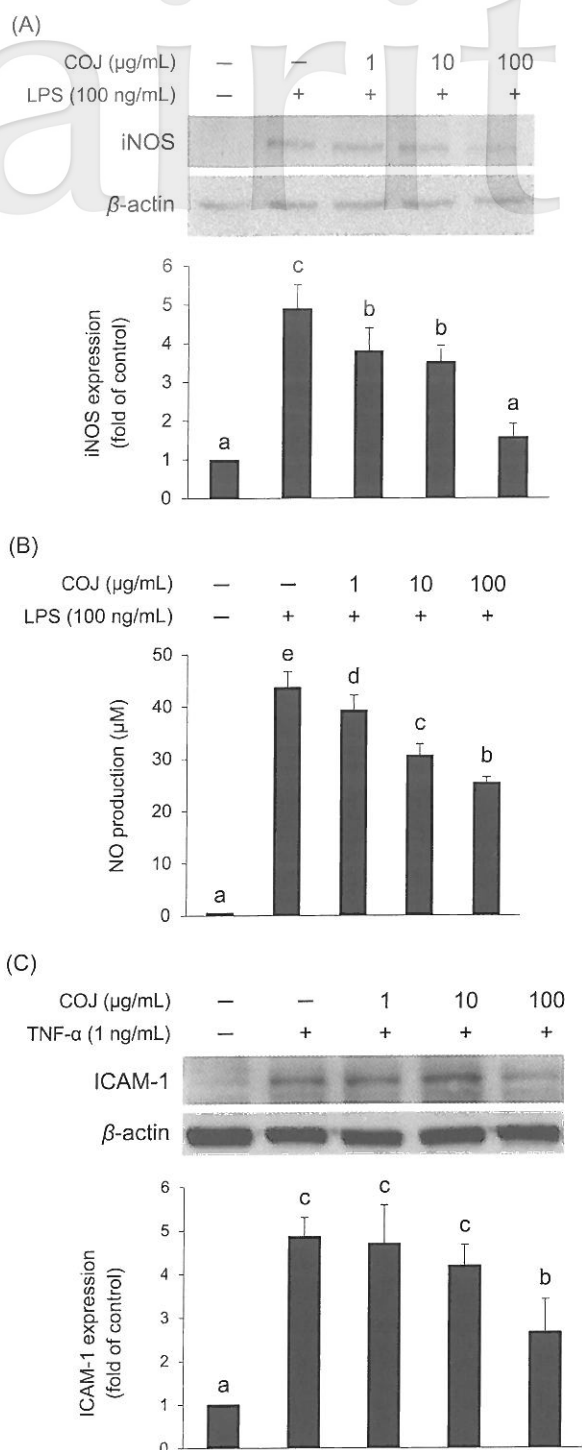 airiti
(A)
COJ (μg/mL) – – 1 10 100
LPS (100 ng/mL) – + + + +
iNOS
β-actin
iNOS expression
(fold of control)
6
5
4
3
2
1
0
a c b b a
(B)
COJ (μg/mL) – – 1 10 100
LPS (100 ng/mL) – + + + +
NO production (μM)
50
40
30
20
10
0
a e d c b
(C)
COJ (μg/mL) – – 1 10 100
TNF-α (1 ng/mL) – + + + +
ICAM-1
β-actin
ICAM-1 expression
(fold of control)
6
5
4
3
2
1
0
a c c c b